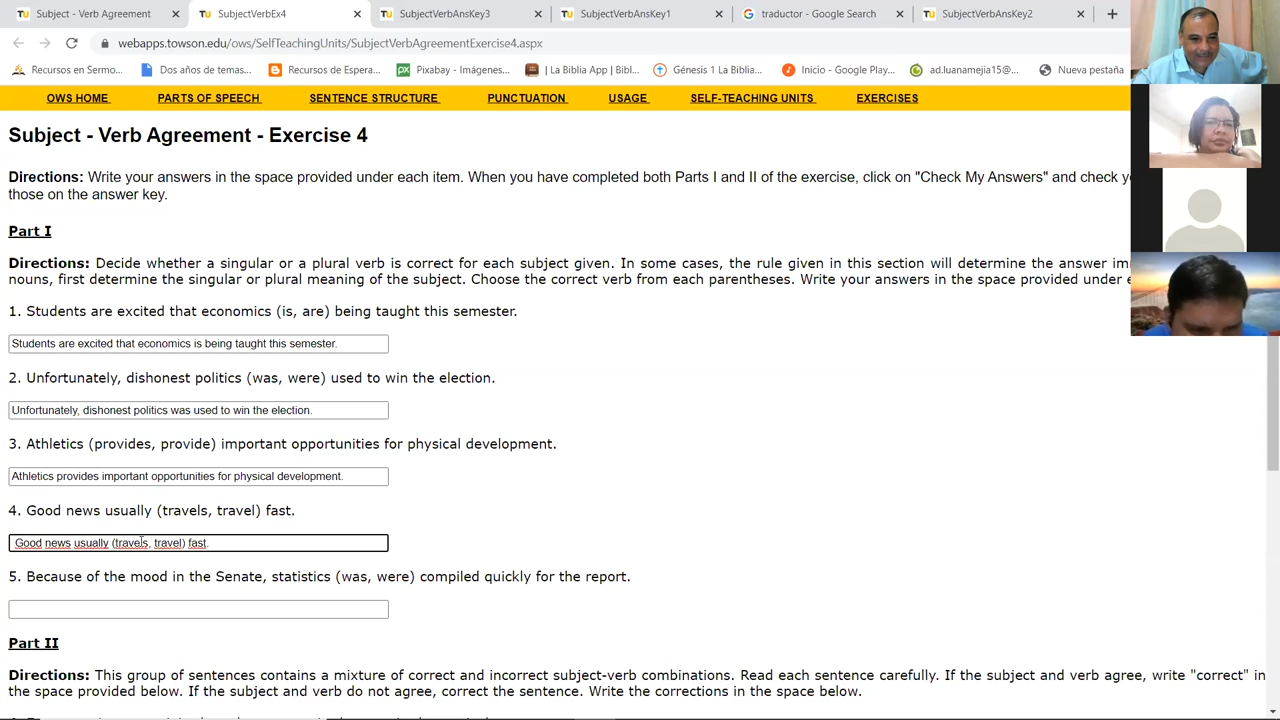 Subject - Verb Agreement
SubjectVerbEx4
SubjectVerbAnsKey3
SubjectVerbAnsKey1
traductor - Google Search
SubjectVerbAnsKey2
webapps.towson.edu/ows/SelfTeachingUnits/SubjectVerbAgreementExercise4.aspx
Recursos en Sermo...
Dos años de temas...
Recursos de Espera...
Pixabay - Imágenes...
| La Biblia App | Bibl...
Génesis 1 La Biblia...
Inicio - Google Play...
ad.luanamejia15@...
Nueva pestaña
OWS HOME PARTS OF SPEECH SENTENCE STRUCTURE PUNCTUATION USAGE SELF-TEACHING UNITS EXERCISES
Subject - Verb Agreement - Exercise 4
Directions: Write your answers in the space provided under each item. When you have completed both Parts I and II of the exercise, click on "Check My Answers" and check
those on the answer key.
Part I
Directions: Decide whether a singular or a plural verb is correct for each subject given. In some cases, the rule given in this section will determine the answer
nouns, first determine the singular or plural meaning of the subject. Choose the correct verb from each parentheses. Write your answers in the space provided under
1. Students are excited that economics (is, are) being taught this semester.
Students are excited that economics is being taught this semester.
2. Unfortunately, dishonest politics (was, were) used to win the election.
Unfortunately, dishonest politics was used to win the election.
3. Athletics (provides, provide) important opportunities for physical development.
Athletics provides important opportunities for physical development.
4. Good news usually (travels, travel) fast.
Good news usually (travels, travel) fast.
5. Because of the mood in the Senate, statistics (was, were) compiled quickly for the report.
Part II
Directions: This group of sentences contains a mixture of correct and incorrect subject-verb combinations. Read each sentence carefully. If the subject and verb agree, write "correct" in
the space provided below. If the subject and verb do not agree, correct the sentence. Write the corrections in the space below.